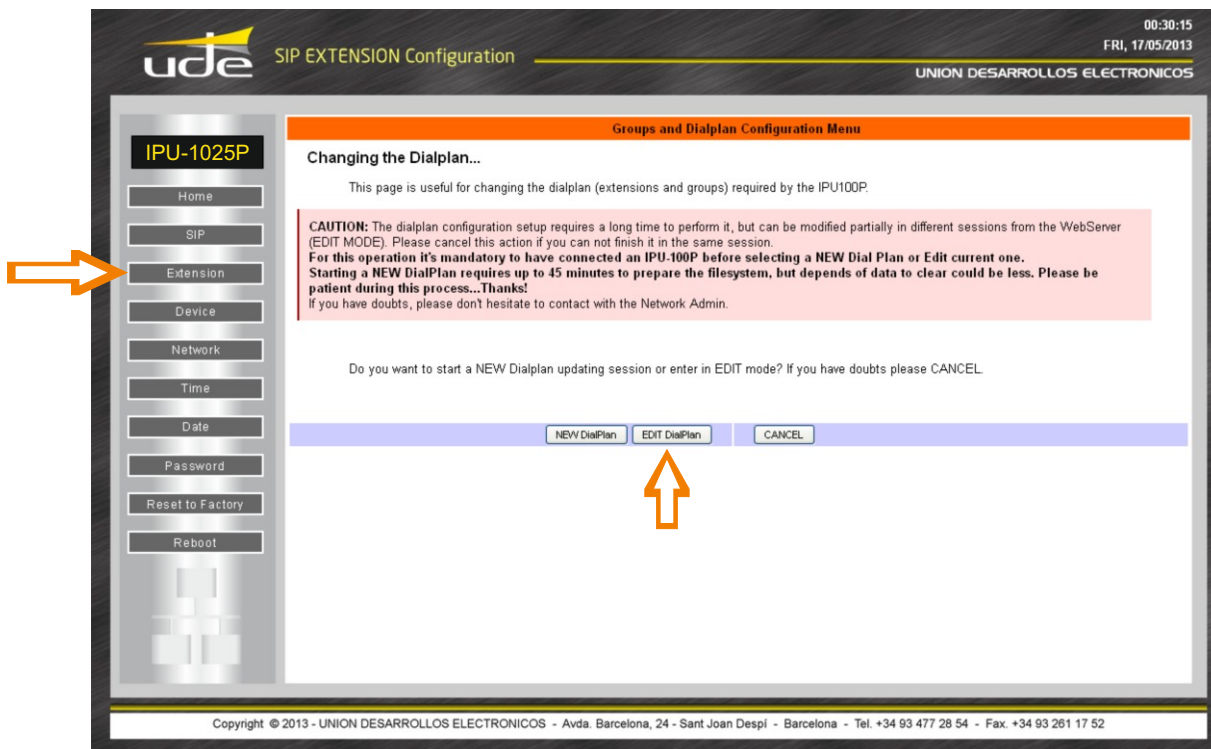 00:30:15
FRI, 17/05/2013
ude
SIP EXTENSION Configuration
UNION DESARROLLOS ELECTRONICOS
IPU-1025P
Home
SIP
Extension
Device
Network
Time
Date
Password
Reset to Factory
Reboot
Groups and Dialplan Configuration Menu
Changing the Dialplan...
This page is useful for changing the dialplan (extensions and groups) required by the IPU100P.
CAUTION: The dialplan configuration setup requires a long time to perform it, but can be modified partially in different sessions from the WebServer
(EDIT MODE). Please cancel this action if you can not finish it in the same session.
For this operation it's mandatory to have connected an IPU-100P before selecting a NEW Dial Plan or Edit current one.
Starting a NEW DialPlan requires up to 45 minutes to prepare the filesystem, but depends of data to clear could be less. Please be
patient during this process...Thanks!
If you have doubts, please don't hesitate to contact with the Network Admin.
Do you want to start a NEW Dialplan updating session or enter in EDIT mode? If you have doubts please CANCEL.
NEW DialPlan EDIT DialPlan CANCEL
Copyright © 2013 - UNION DESARROLLOS ELECTRONICOS - Avda. Barcelona, 24 - Sant Joan Despí - Barcelona - Tel. +34 93 477 28 54 - Fax. +34 93 261 17 52